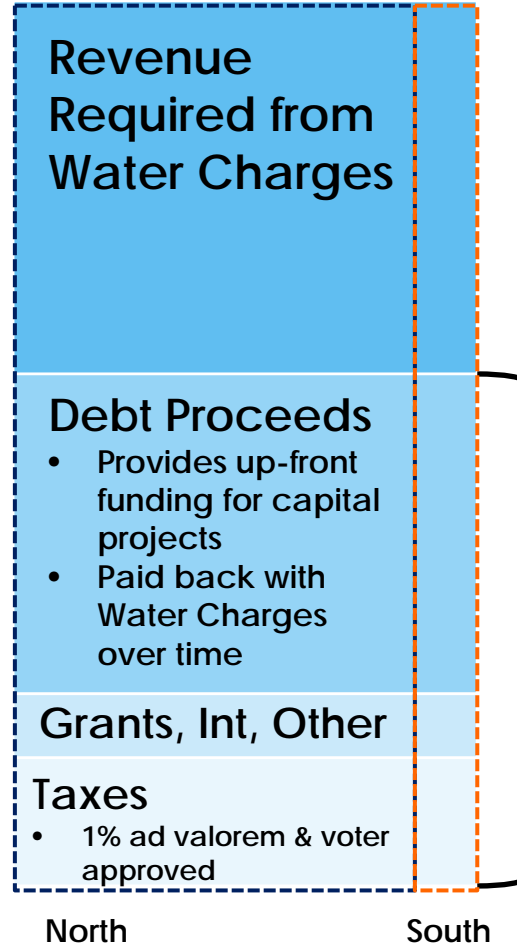 Revenue
Required from
Water Charges
Debt Proceeds
• Provides up-front
funding for capital
projects
• Paid back with
Water Charges
over time
Grants, Int, Other
Taxes
• 1% ad valorem & voter
approved
North South